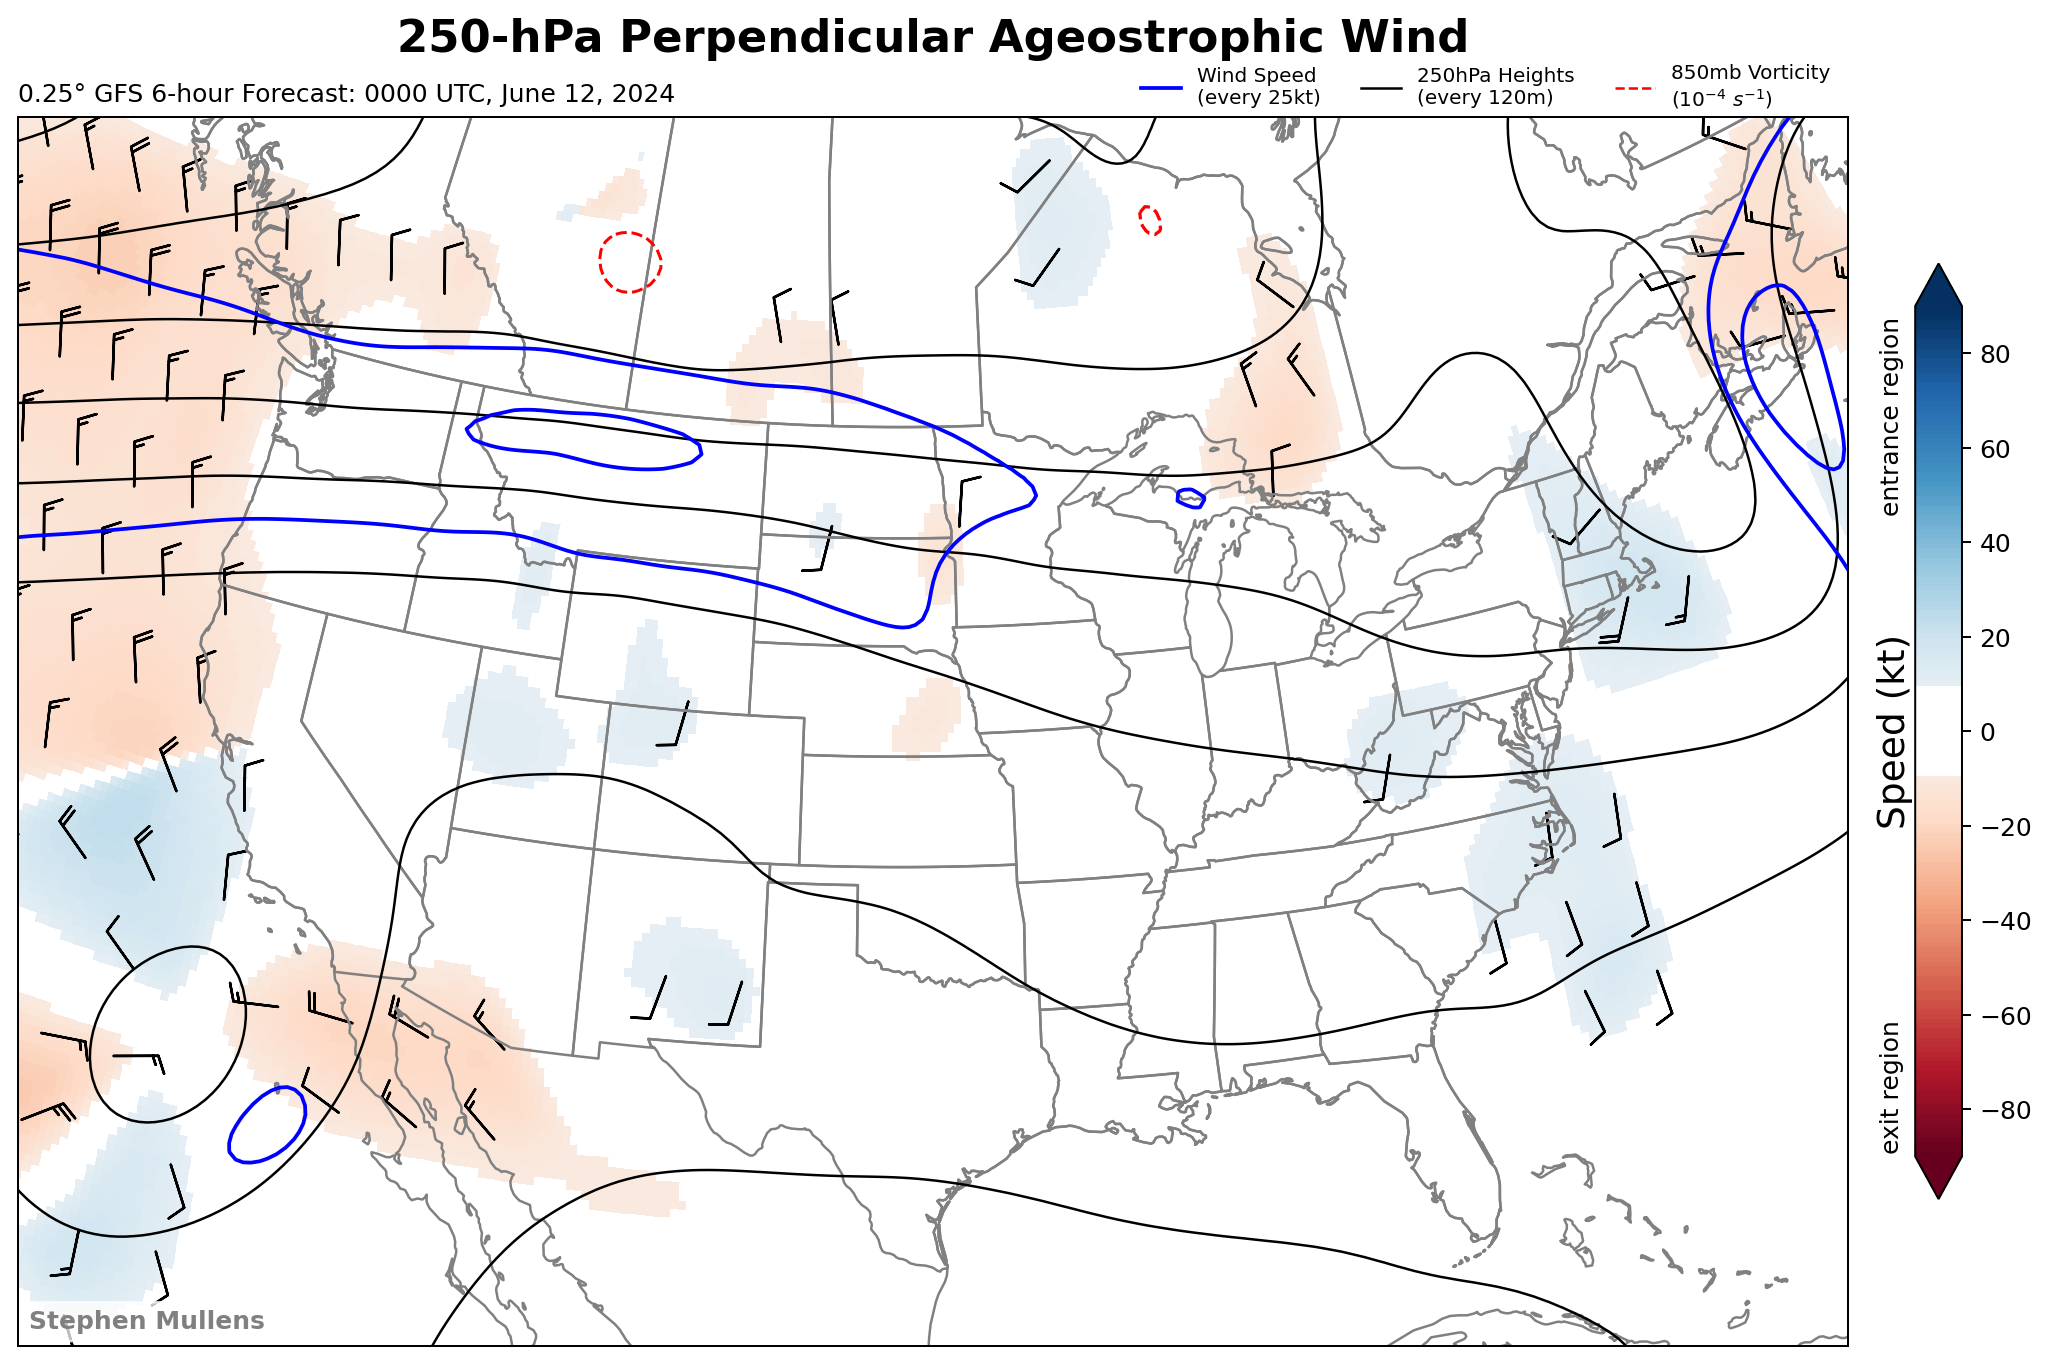 250-hPa Perpendicular Ageostrophic Wind
0.25° GFS 6-hour Forecast: 0000 UTC, June 12, 2024
Wind Speed
(every 25kt)
250hPa Heights
(every 120m)
850mb Vorticity
(10⁻⁴ s⁻¹)
entrance region
Speed (kt)
exit region
80
60
40
20
0
−20
−40
−60
−80
Stephen Mullens